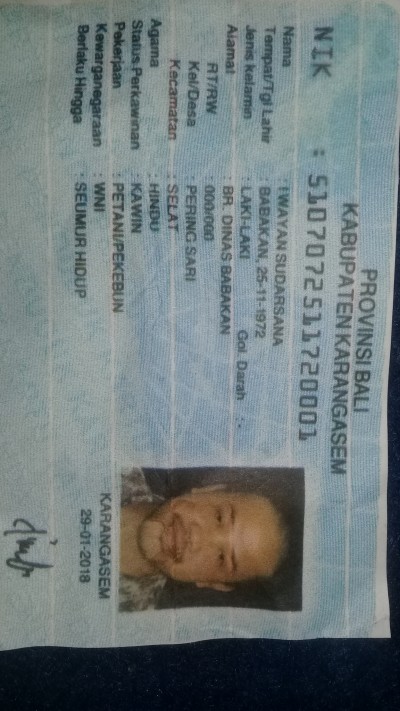 PROVINSI BALI
KABUPATEN KARANGASEM
NIK : 5107072511720001
Nama : I WAYAN SUDARSANA
Tempat/Tgl Lahir : BABAKAN, 25-11-1972
Jenis Kelamin : LAKI-LAKI Gol. Darah : -
Alamat : BR. DINAS BABAKAN
RT/RW : 000/000
Kel/Desa : PERING SARI
Kecamatan : SELAT
Agama : HINDU
Status Perkawinan : KAWIN
Pekerjaan : PETANI/PEKEBUN
Kewarganegaraan : WNI
Berlaku Hingga : SEUMUR HIDUP
KARANGASEM
29-01-2018